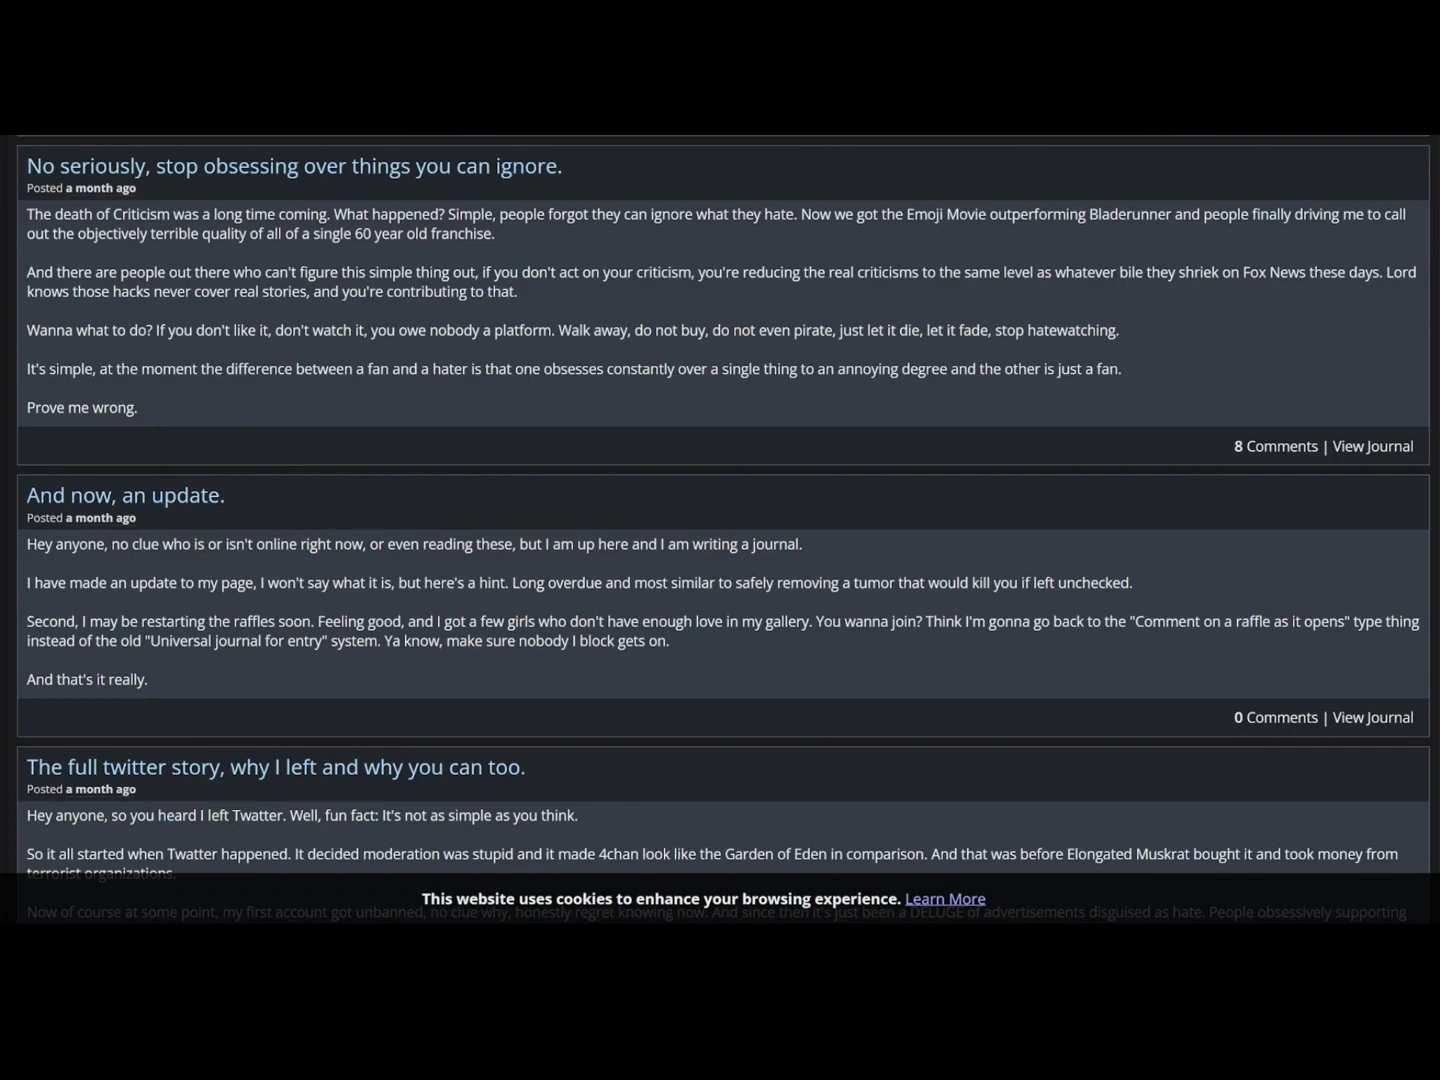 No seriously, stop obsessing over things you can ignore.
Posted a month ago
The death of Criticism was a long time coming. What happened? Simple, people forgot they can ignore what they hate. Now we got the Emoji Movie outperforming Bladerunner and people finally driving me to call
out the objectively terrible quality of all of a single 60 year old franchise.
And there are people out there who can't figure this simple thing out, if you don't act on your criticism, you're reducing the real criticisms to the same level as whatever bile they shriek on Fox News these days. Lord
knows those hacks never cover real stories, and you're contributing to that.
Wanna what to do? If you don't like it, don't watch it, you owe nobody a platform. Walk away, do not buy, do not even pirate, just let it die, let it fade, stop hatewatching.
It's simple, at the moment the difference between a fan and a hater is that one obsesses constantly over a single thing to an annoying degree and the other is just a fan.
Prove me wrong.
8 Comments | View Journal
And now, an update.
Posted a month ago
Hey anyone, no clue who is or isn't online right now, or even reading these, but I am up here and I am writing a journal.
I have made an update to my page, I won't say what it is, but here's a hint. Long overdue and most similar to safely removing a tumor that would kill you if left unchecked.
Second, I may be restarting the raffles soon. Feeling good, and I got a few girls who don't have enough love in my gallery. You wanna join? Think I'm gonna go back to the "Comment on a raffle as it opens" type thing
instead of the old "Universal journal for entry" system. Ya know, make sure nobody I block gets on.
And that's it really.
0 Comments | View Journal
The full twitter story, why I left and why you can too.
Posted a month ago
Hey anyone, so you heard I left Twatter. Well, fun fact: It's not as simple as you think.
So it all started when Twatter happened. It decided moderation was stupid and it made 4chan look like the Garden of Eden in comparison. And that was before Elongated Muskrat bought it and took money from
terrorist organizations.
This website uses cookies to enhance your browsing experience. Learn More
Now of course at some point, my first account got unbanned, no clue why, honestly regret knowing now. And since then it's just been a DELUGE of advertisements disguised as hate. People obsessively supporting